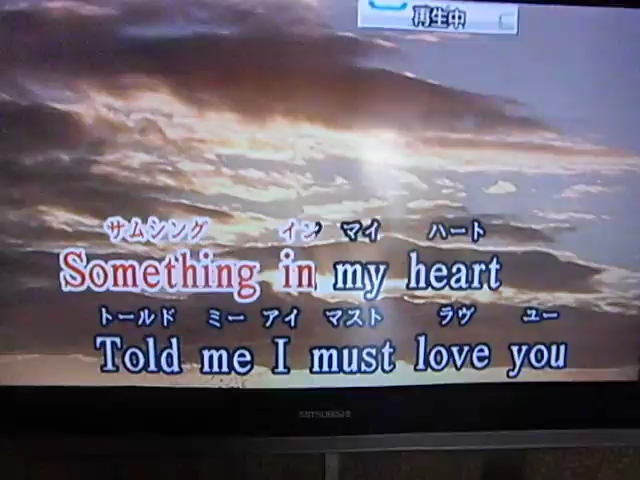 再生中
サムシング イン マイ ハート
Something in my heart
トールド ミー アイ マスト ラヴ ユー
Told me I must love you
MITSUBISHI